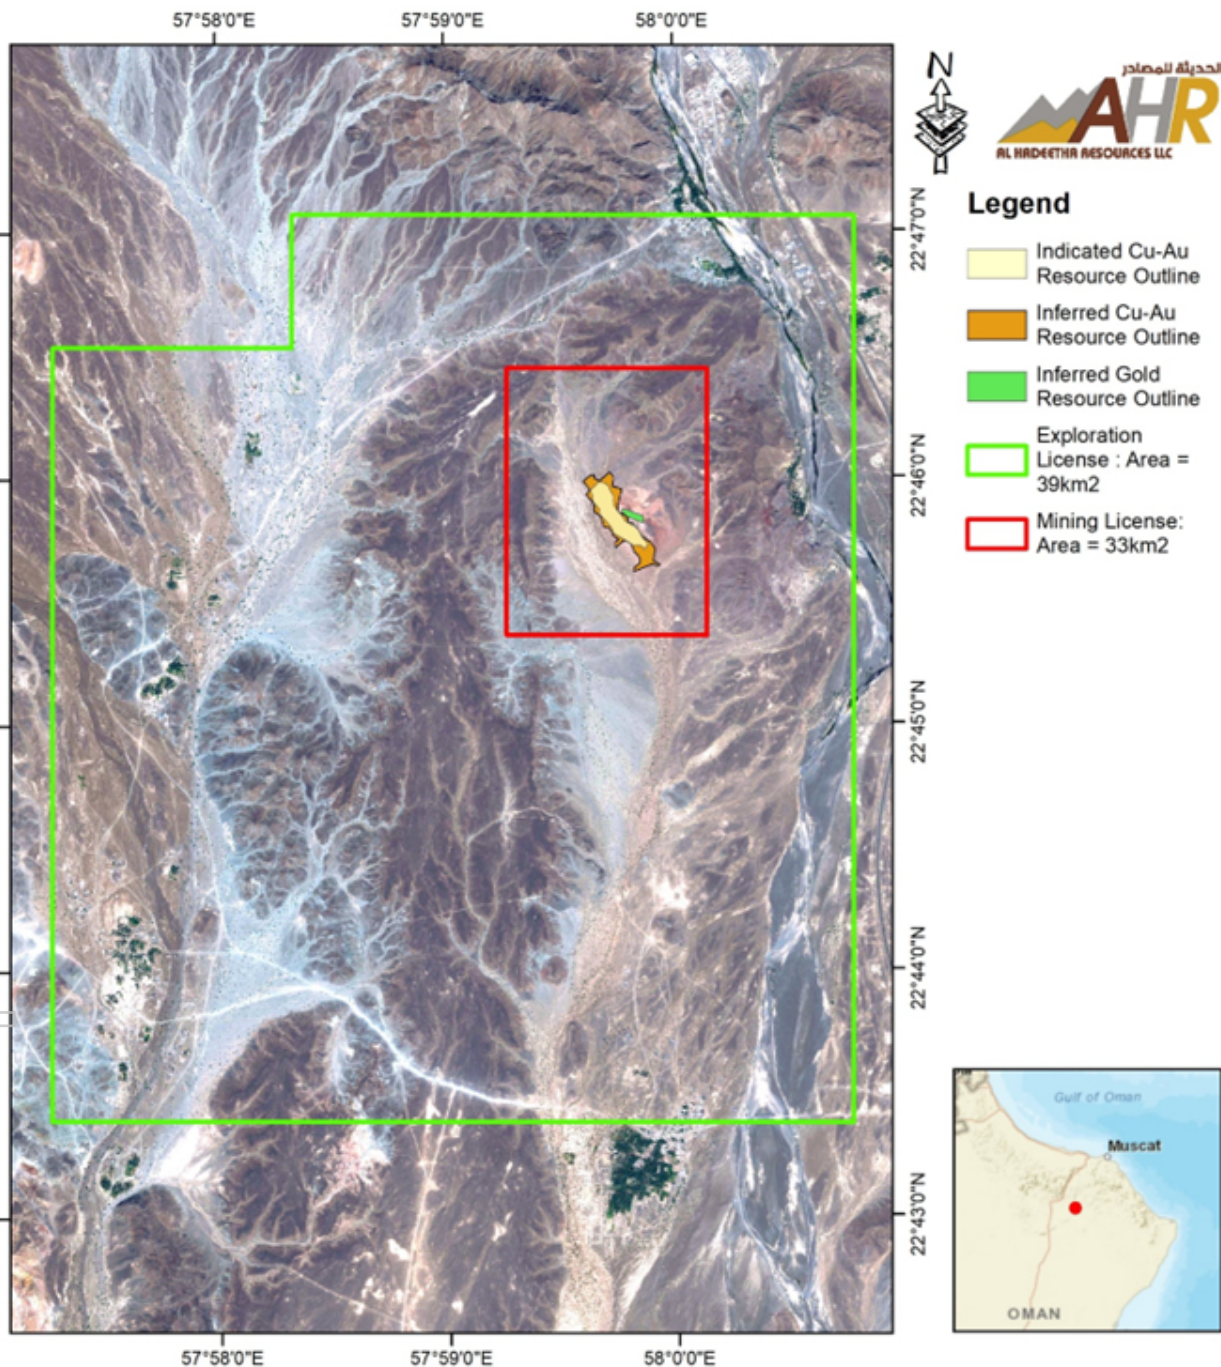 57°58'0"E
57°59'0"E
58°0'0"E
N
الحديثة للمصادر
AHR
AL HADEETHA RESOURCES LLC
Legend
Indicated Cu-Au
Resource Outline
Inferred Cu-Au
Resource Outline
Inferred Gold
Resource Outline
Exploration
License : Area =
39km2
Mining License:
Area = 33km2
22°47'0"N
22°46'0"N
22°45'0"N
22°44'0"N
22°43'0"N
Gulf of Oman
Muscat
OMAN
57°58'0"E
57°59'0"E
58°0'0"E